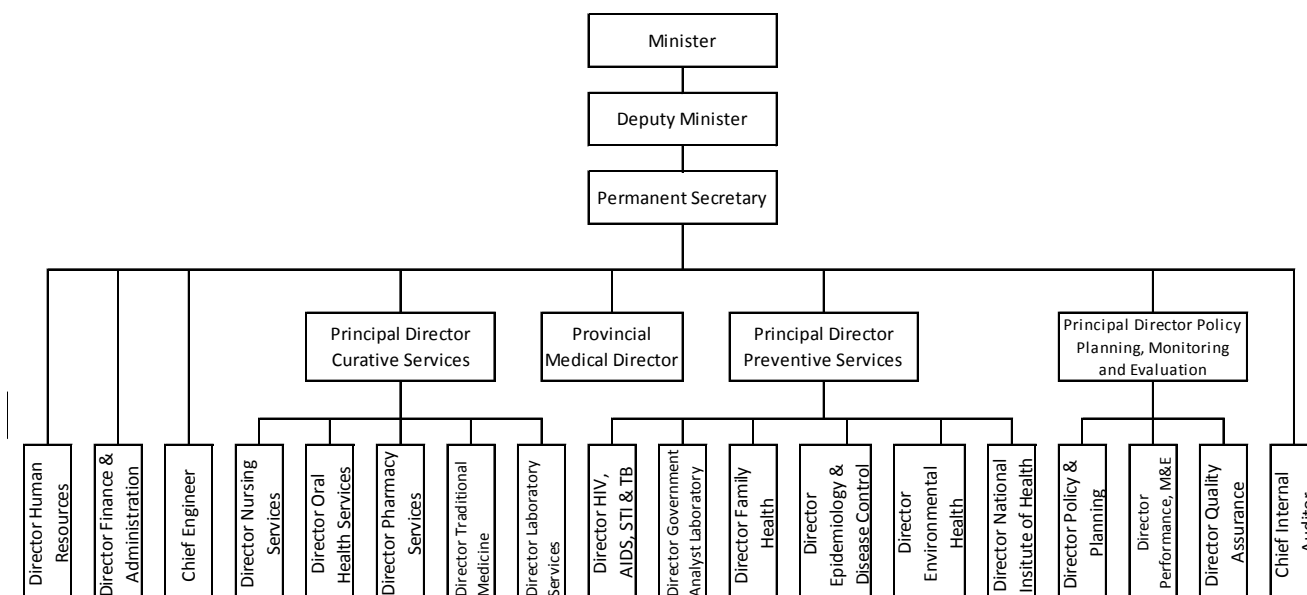 Minister
Deputy Minister
Permanent Secretary
Principal Director
Curative Services
Provincial
Medical Director
Principal Director
Preventive Services
Principal Director Policy
Planning, Monitoring
and Evaluation
Director Human
Resources
Director Finance &
Administration
Chief Engineer
Director Nursing
Services
Director Oral
Health Services
Director Pharmacy
Services
Director Traditional
Medicine
Director Laboratory
Services
Director HIV,
AIDS, STI & TB
Director Government
Analyst Laboratory
Director Family
Health
Director
Epidemiology &
Disease Control
Director
Environmental
Health
Director National
Insitute of Health
Director Policy &
Planning
Director
Performance, M&E
Director Quality
Assurance
Chief Internal
Auditor